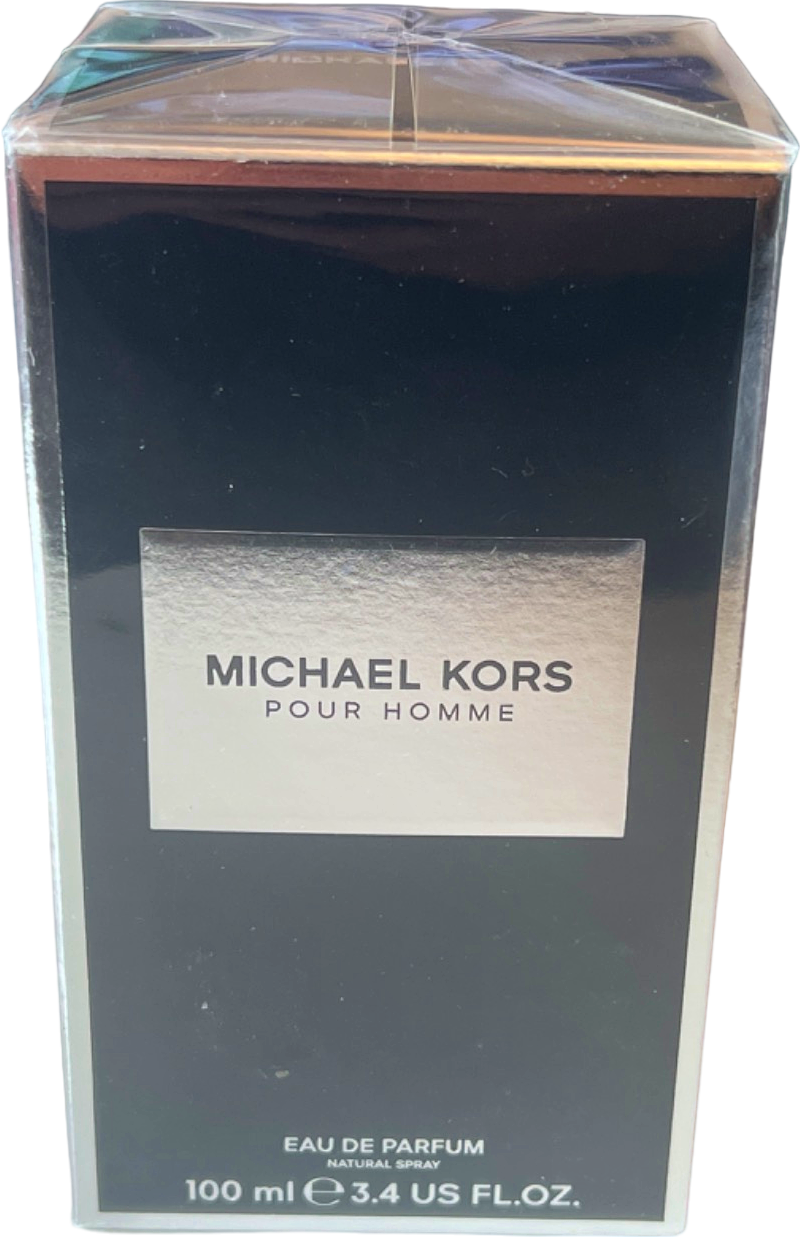 MICHAEL KORS
POUR HOMME
EAU DE PARFUM
NATURAL SPRAY
100 ml ℮ 3.4 US FL.OZ.